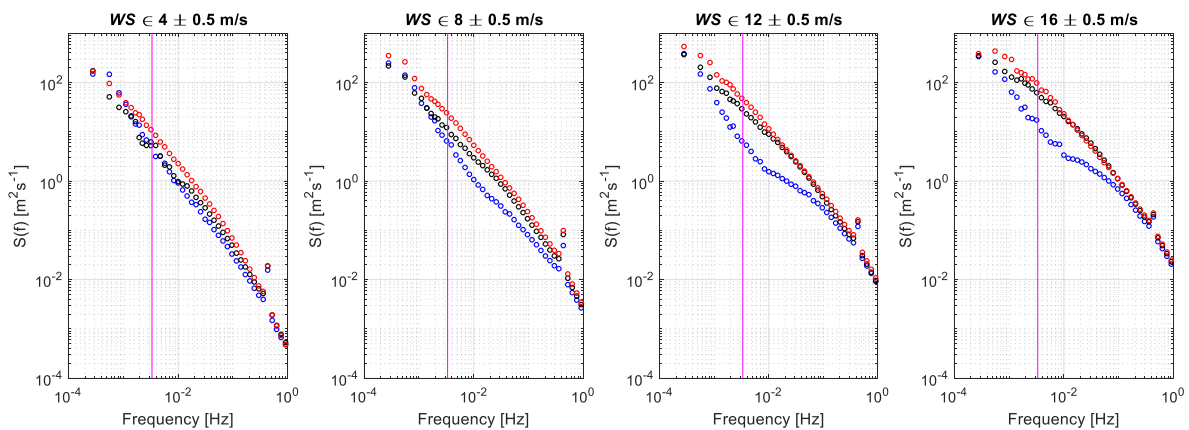 WS ∈ 4 ± 0.5 m/s
S(f) [m²s⁻¹]
10²
10⁰
10⁻²
10⁻⁴
10⁻⁴
10⁻²
10⁰
Frequency [Hz]
WS ∈ 8 ± 0.5 m/s
S(f) [m²s⁻¹]
10²
10⁰
10⁻²
10⁻⁴
10⁻⁴
10⁻²
10⁰
Frequency [Hz]
WS ∈ 12 ± 0.5 m/s
S(f) [m²s⁻¹]
10²
10⁰
10⁻²
10⁻⁴
10⁻⁴
10⁻²
10⁰
Frequency [Hz]
WS ∈ 16 ± 0.5 m/s
S(f) [m²s⁻¹]
10²
10⁰
10⁻²
10⁻⁴
10⁻⁴
10⁻²
10⁰
Frequency [Hz]